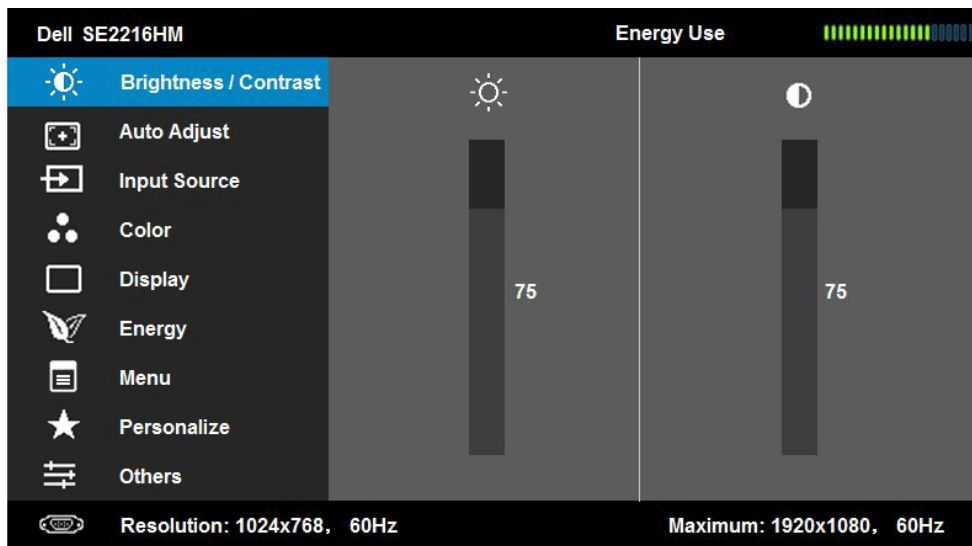 Dell SE2216HM Energy Use
Brightness / Contrast
Auto Adjust
Input Source
Color
Display
75 75
Energy
Menu
Personalize
Others
Resolution: 1024x768, 60Hz Maximum: 1920x1080, 60Hz